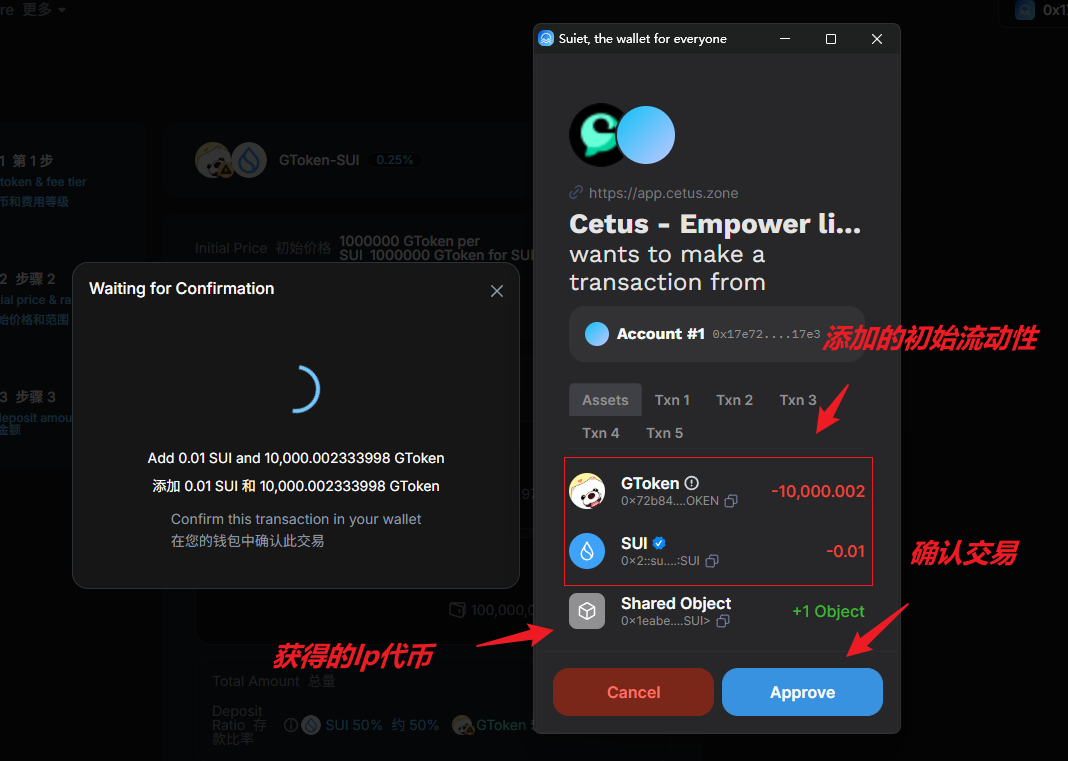 re 更多
0x17
Suiet, the wallet for everyone
1 第 1 步
token & fee tier
币和费用等级
GToken-SUI 0.25%
https://app.cetus.zone
Cetus - Empower li...
wants to make a
transaction from
Initial Price 初始价格
1000000 GToken per
SUI 1000000 GToken for SUI
2 步骤 2
ial price & ra
始价格和范围
Waiting for Confirmation
Account #1 0x17e72....17e3
添加的初始流动性
3 步骤 3
deposit amou
金额
Assets Txn 1 Txn 2 Txn 3
Txn 4 Txn 5
Add 0.01 SUI and 10,000.002333998 GToken
添加 0.01 SUI 和 10,000.002333998 GToken
Confirm this transaction in your wallet
在您的钱包中确认此交易
GToken
0x72b84....OKEN
-10,000.002
SUI
0x2::su....:SUI
-0.01
确认交易
Shared Object
0x1eabe....SUI>
+1 Object
100,000,0
获得的lp代币
Total Amount 总量
Deposit
Ratio 存
款比率
SUI 50% 约 50% GToken 5
Cancel
Approve